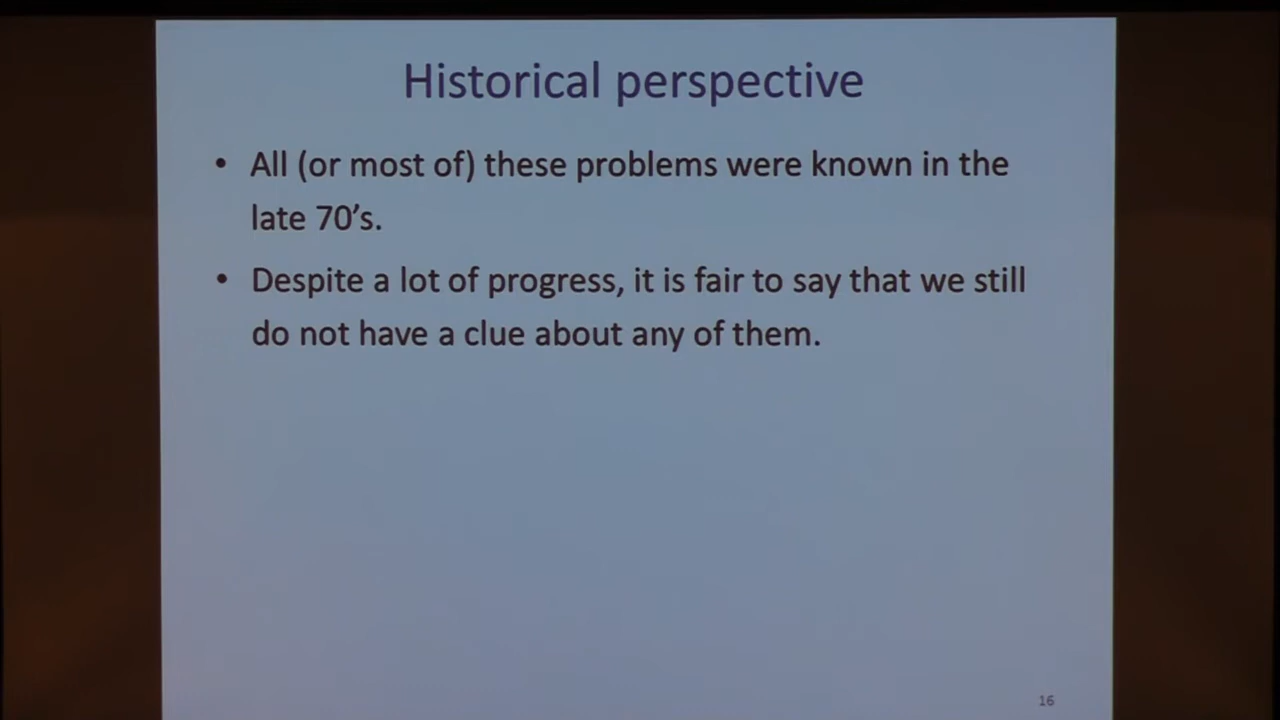 Historical perspective
• All (or most of) these problems were known in the
late 70's.
• Despite a lot of progress, it is fair to say that we still
do not have a clue about any of them.
16